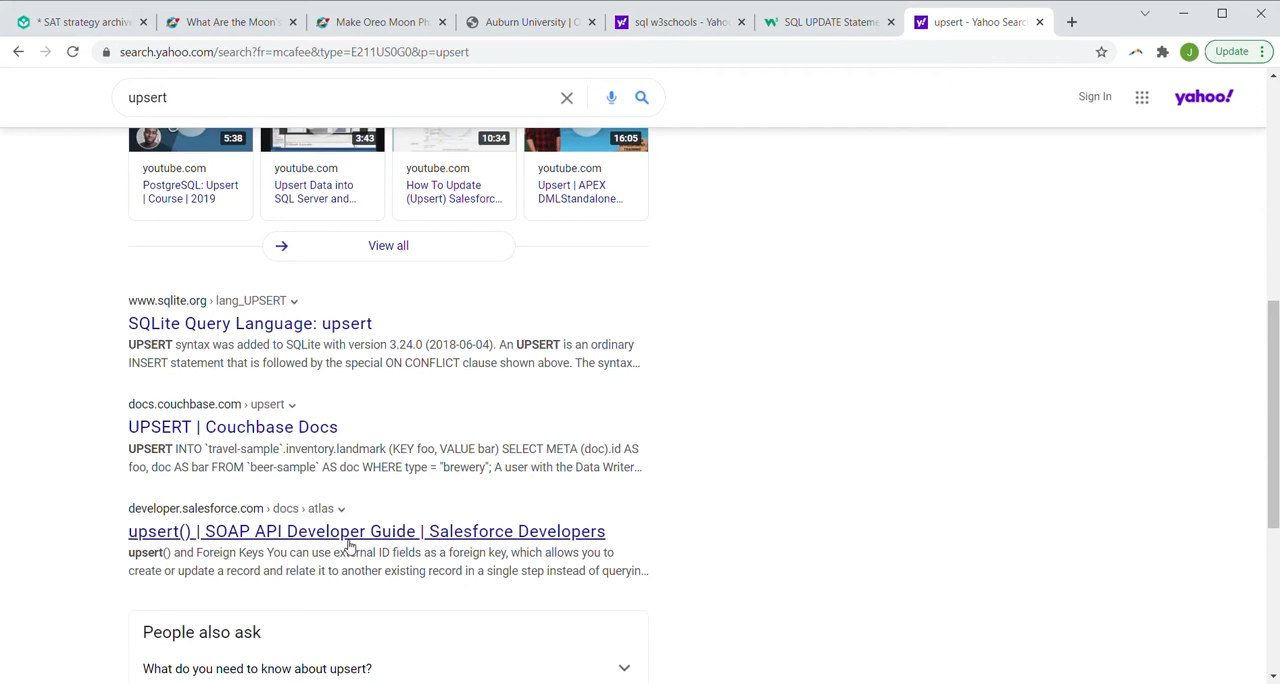 * SAT strategy archive
What Are the Moon's
Make Oreo Moon Ph
Auburn University | C
sql w3schools - Yaho
SQL UPDATE Stateme
upsert - Yahoo Searc
search.yahoo.com/search?fr=mcafee&type=E211US0G0&p=upsert
J
Update
upsert
Sign In
yahoo!
5:38
3:43
10:34
16:05
youtube.com
youtube.com
youtube.com
youtube.com
PostgreSQL: Upsert
Upsert Data into
How To Update
Upsert | APEX
| Course | 2019
SQL Server and...
(Upsert) Salesforc...
DMLStandalone...
View all
www.sqlite.org › lang_UPSERT
SQLite Query Language: upsert
UPSERT syntax was added to SQLite with version 3.24.0 (2018-06-04). An UPSERT is an ordinary
INSERT statement that is followed by the special ON CONFLICT clause shown above. The syntax...
docs.couchbase.com › upsert
UPSERT | Couchbase Docs
UPSERT INTO `travel-sample`.inventory.landmark (KEY foo, VALUE bar) SELECT META (doc).id AS
foo, doc AS bar FROM `beer-sample` AS doc WHERE type = "brewery"; A user with the Data Writer...
developer.salesforce.com › docs › atlas
upsert() | SOAP API Developer Guide | Salesforce Developers
upsert() and Foreign Keys You can use external ID fields as a foreign key, which allows you to
create or update a record and relate it to another existing record in a single step instead of queryin...
People also ask
What do you need to know about upsert?